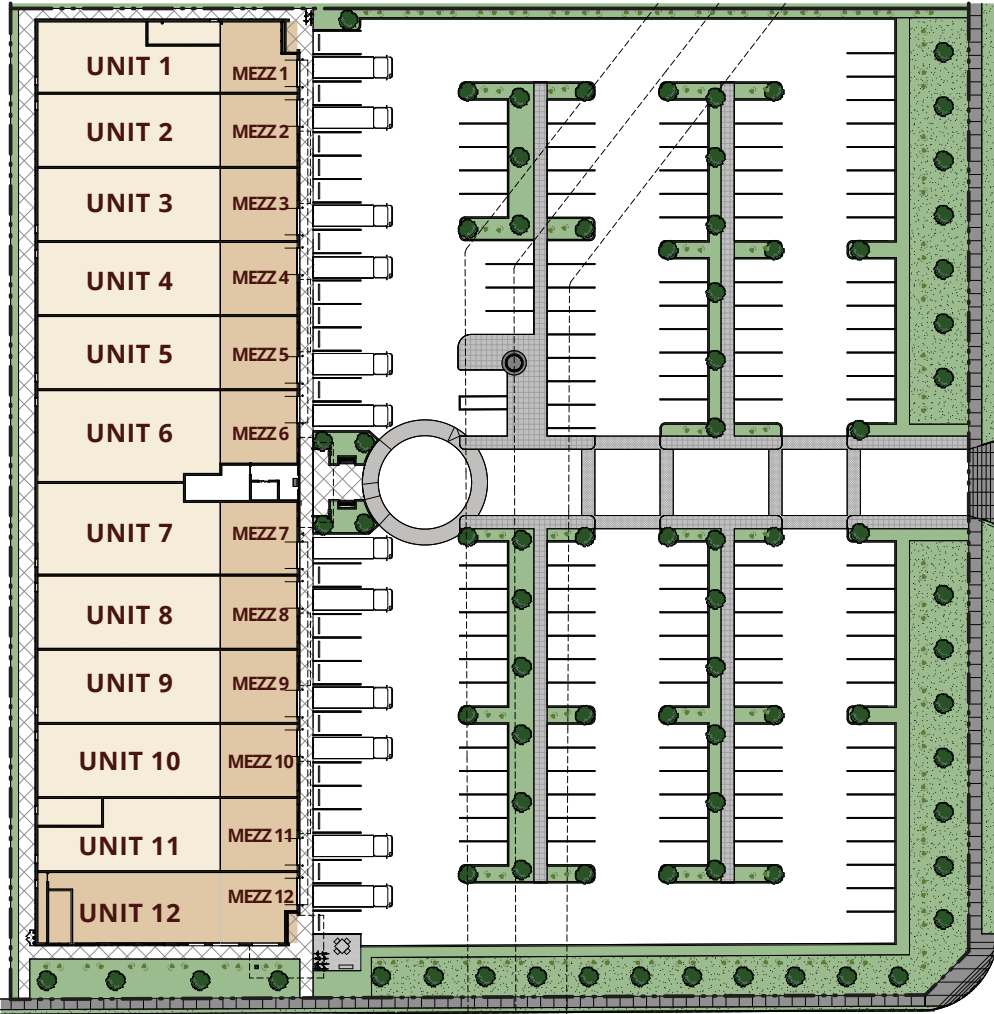 UNIT 1 MEZZ 1
UNIT 2 MEZZ 2
UNIT 3 MEZZ 3
UNIT 4 MEZZ 4
UNIT 5 MEZZ 5
UNIT 6 MEZZ 6
UNIT 7 MEZZ 7
UNIT 8 MEZZ 8
UNIT 9 MEZZ 9
UNIT 10 MEZZ 10
UNIT 11 MEZZ 11
UNIT 12 MEZZ 12